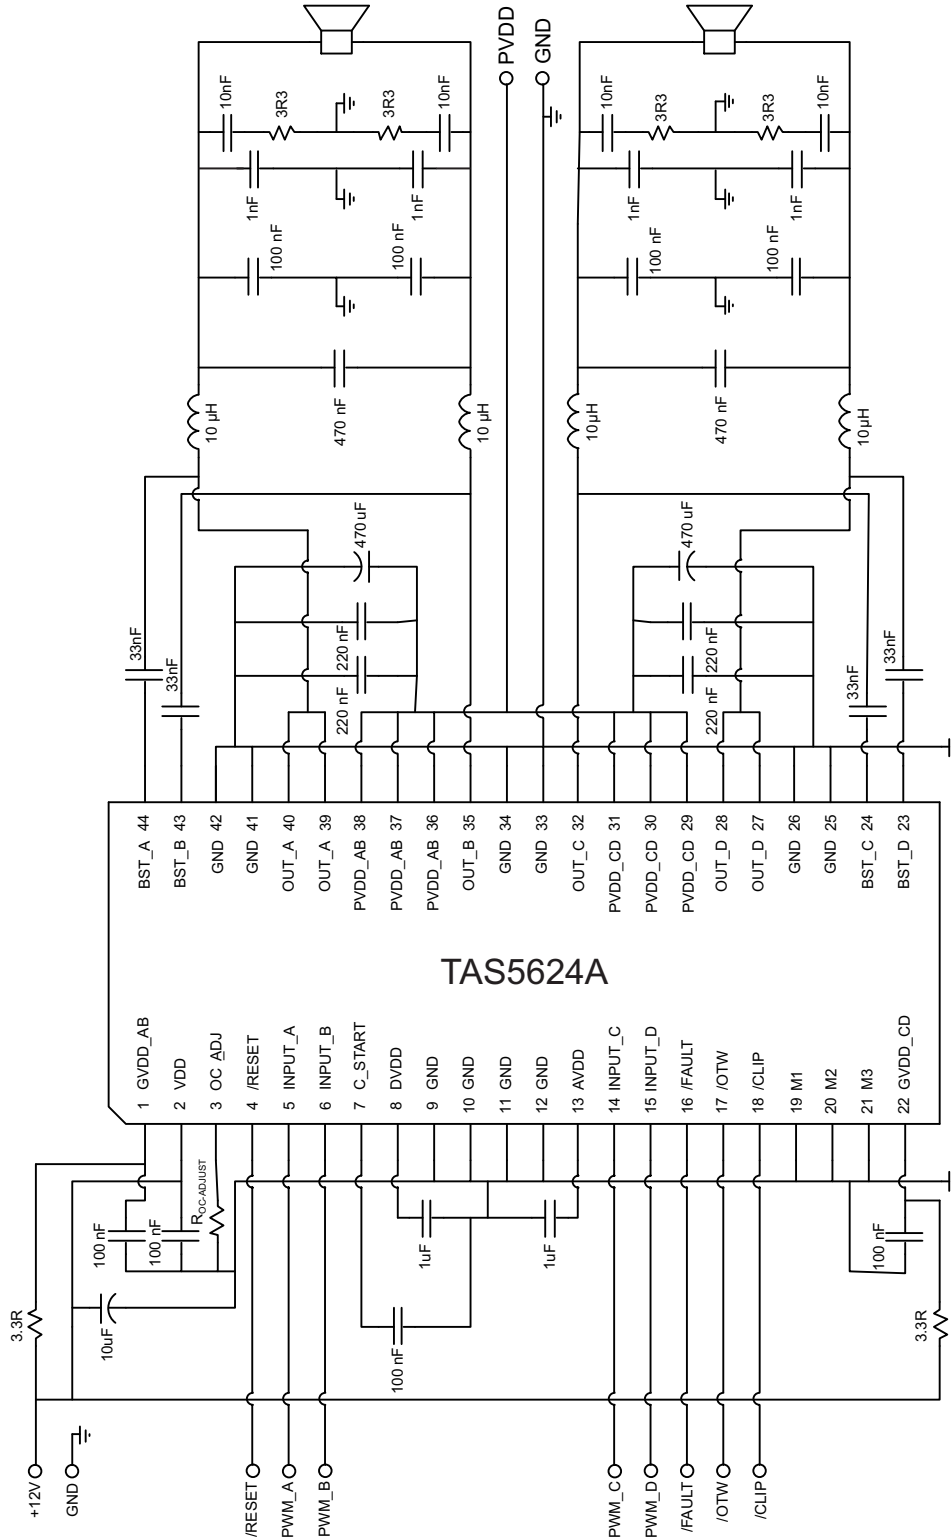 PVDD
GND
10nF
3R3
3R3
10nF
1nF
1nF
100 nF
100 nF
470 nF
10 µH
10 µH
10nF
3R3
3R3
10nF
1nF
1nF
100 nF
100 nF
470 nF
10µH
10µH
33nF
33nF
470 uF
220 nF
220 nF
470 uF
220 nF
220 nF
33nF
33nF
BST_A 44
BST_B 43
GND 42
GND 41
OUT_A 40
OUT_A 39
PVDD_AB 38
PVDD_AB 37
PVDD_AB 36
OUT_B 35
GND 34
GND 33
OUT_C 32
PVDD_CD 31
PVDD_CD 30
PVDD_CD 29
OUT_D 28
OUT_D 27
GND 26
GND 25
BST_C 24
BST_D 23
TAS5624A
1 GVDD_AB
2 VDD
3 OC_ADJ
4 /RESET
5 INPUT_A
6 INPUT_B
7 C_START
8 DVDD
9 GND
10 GND
11 GND
12 GND
13 AVDD
14 INPUT_C
15 INPUT_D
16 /FAULT
17 /OTW
18 /CLIP
19 M1
20 M2
21 M3
22 GVDD_CD
100 nF
100 nF
ROC-ADJUST
3.3R
10uF
1uF
1uF
100 nF
100 nF
3.3R
+12V
GND
/RESET
PWM_A
PWM_B
PWM_C
PWM_D
/FAULT
/OTW
/CLIP